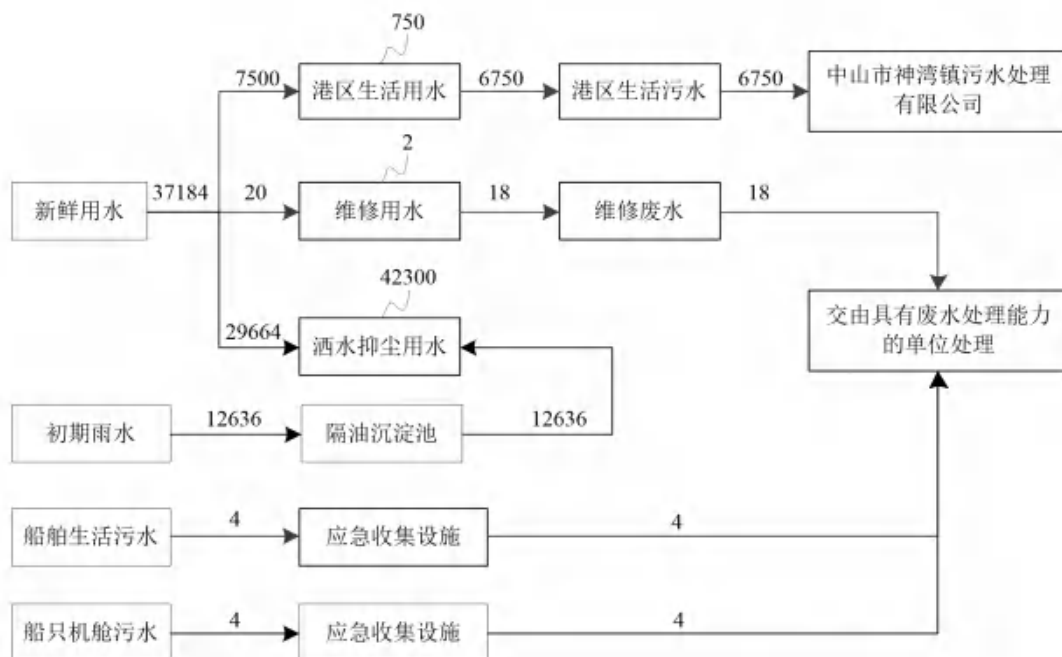 750
7500
港区生活用水
6750
港区生活污水
6750
中山市神湾镇污水处理
有限公司
2
新鲜用水
37184
20
维修用水
18
维修废水
18
42300
29664
洒水抑尘用水
交由具有废水处理能力
的单位处理
初期雨水
12636
隔油沉淀池
12636
船舶生活污水
4
应急收集设施
4
船只机舱污水
4
应急收集设施
4